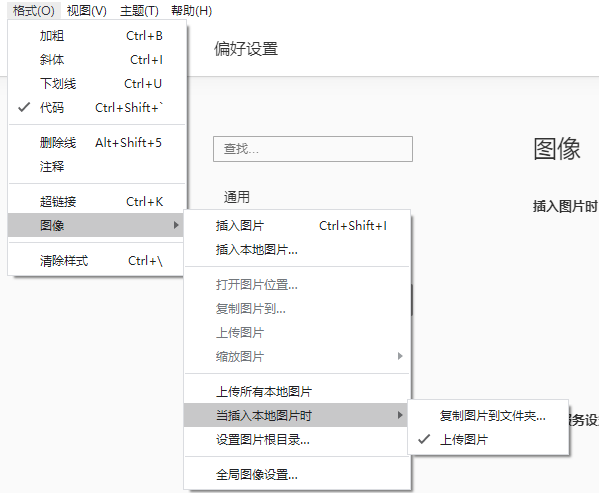 格式(O) 视图(V) 主题(T) 帮助(H)
加粗 Ctrl+B
斜体 Ctrl+I
下划线 Ctrl+U
代码 Ctrl+Shift+`
删除线 Alt+Shift+5
注释
超链接 Ctrl+K
图像
清除样式 Ctrl+\
偏好设置
查找...
通用
图像
插入图片时
插入图片 Ctrl+Shift+I
插入本地图片...
打开图片位置...
复制图片到...
上传图片
缩放图片
上传所有本地图片
当插入本地图片时
设置图片根目录...
全局图像设置...
复制图片到文件夹...
上传图片
服务设